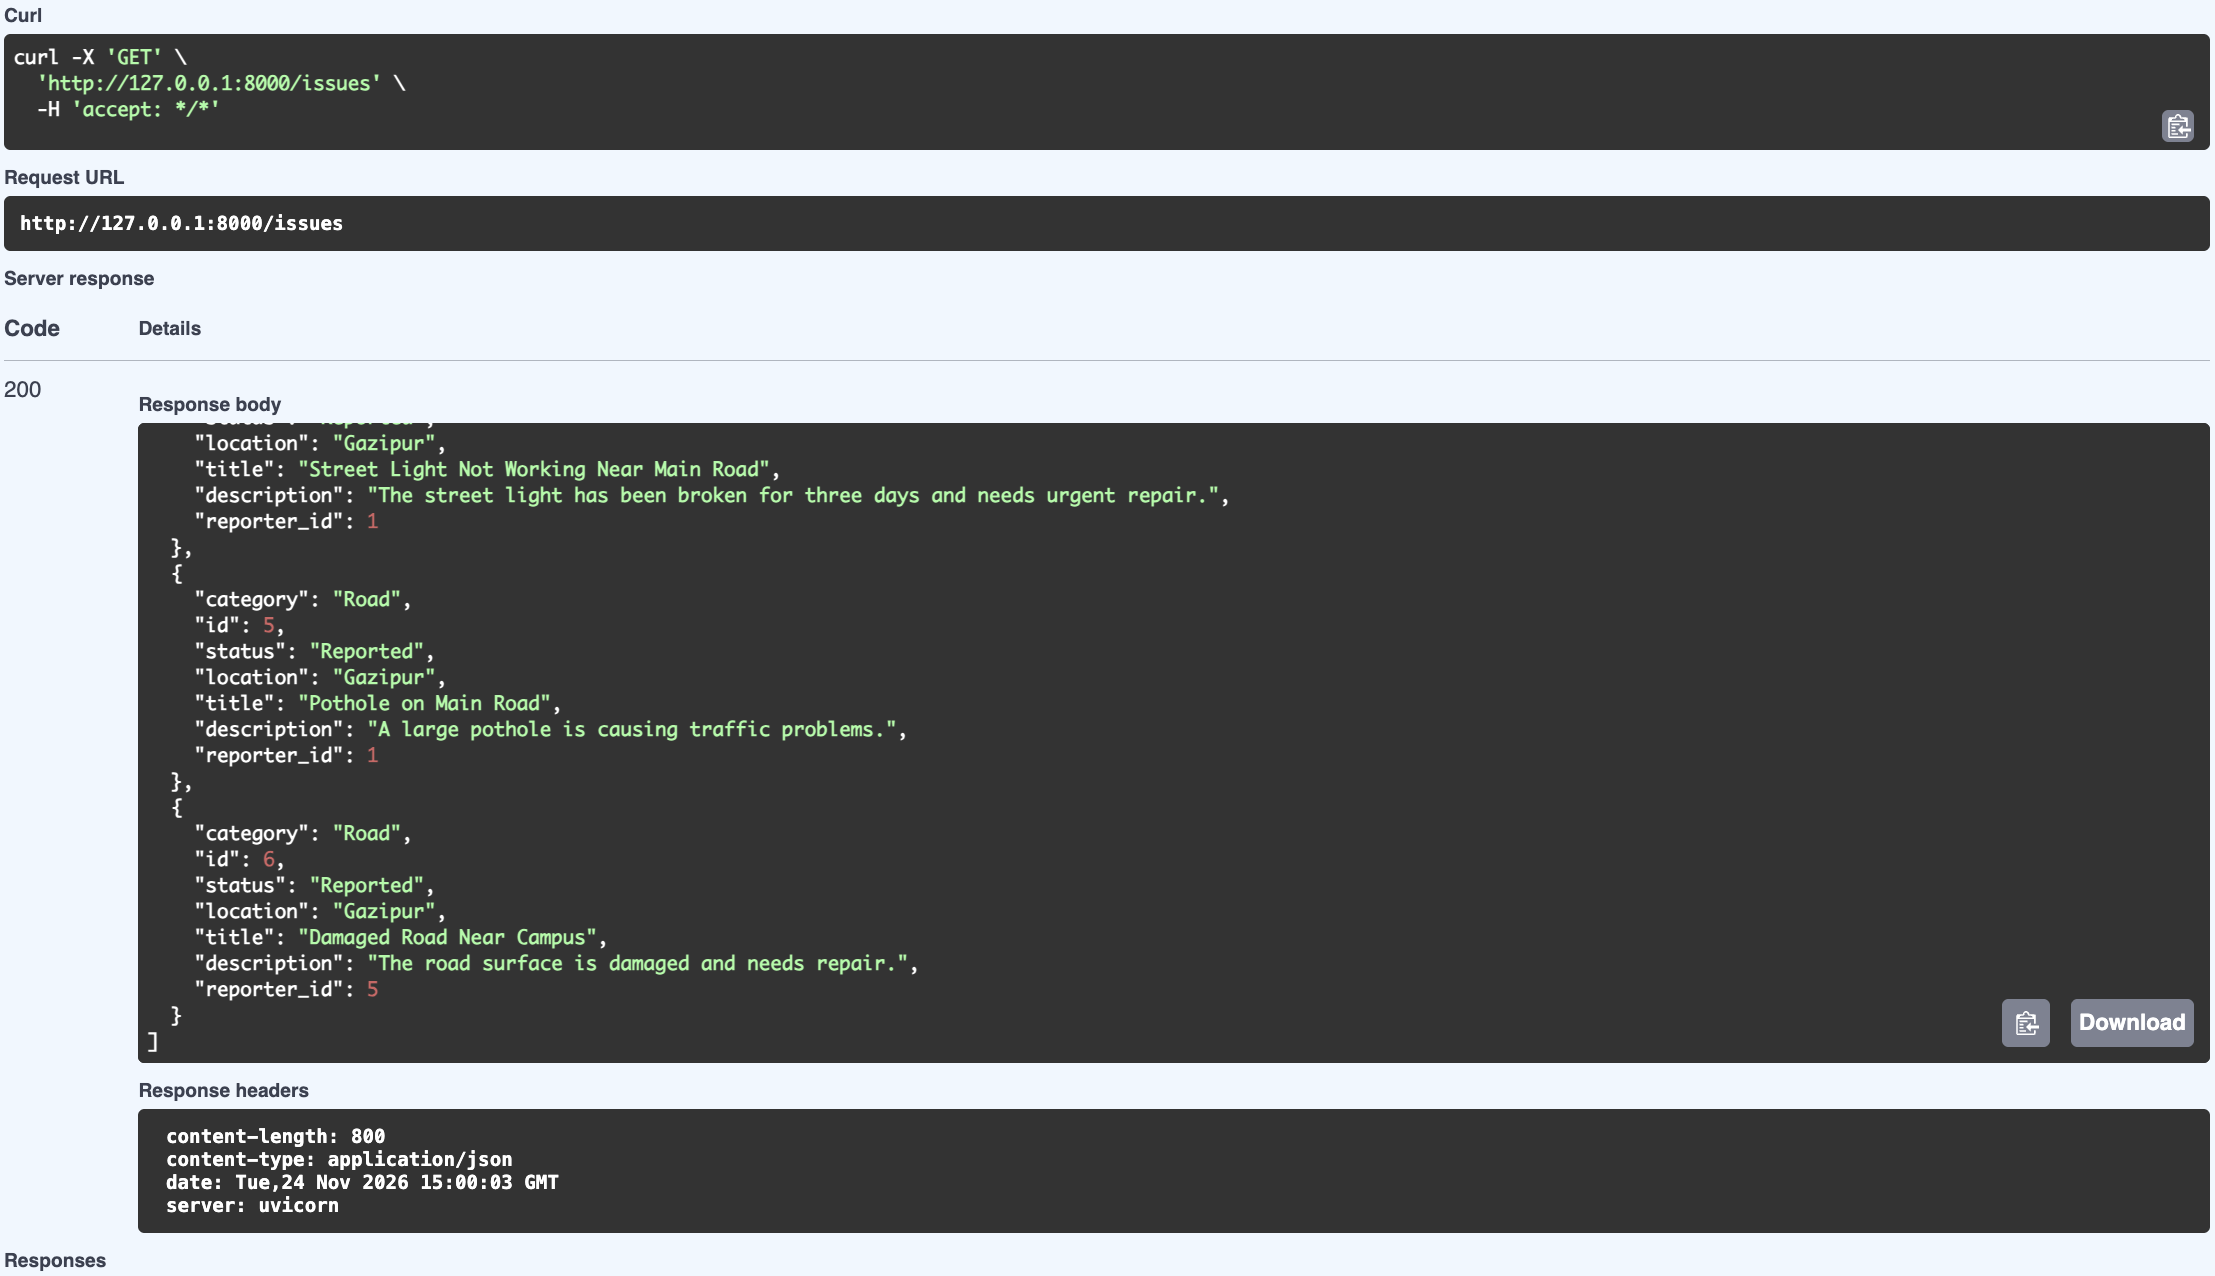 Curl
curl -X 'GET' \
  'http://127.0.0.1:8000/issues' \
  -H 'accept: */*'
Request URL
http://127.0.0.1:8000/issues
Server response
Code Details
200
Response body
    "location": "Gazipur",
    "title": "Street Light Not Working Near Main Road",
    "description": "The street light has been broken for three days and needs urgent repair.",
    "reporter_id": 1
  },
  {
    "category": "Road",
    "id": 5,
    "status": "Reported",
    "location": "Gazipur",
    "title": "Pothole on Main Road",
    "description": "A large pothole is causing traffic problems.",
    "reporter_id": 1
  },
  {
    "category": "Road",
    "id": 6,
    "status": "Reported",
    "location": "Gazipur",
    "title": "Damaged Road Near Campus",
    "description": "The road surface is damaged and needs repair.",
    "reporter_id": 5
  }
]
Download
Response headers
content-length: 800
content-type: application/json
date: Tue,24 Nov 2026 15:00:03 GMT
server: uvicorn
Responses